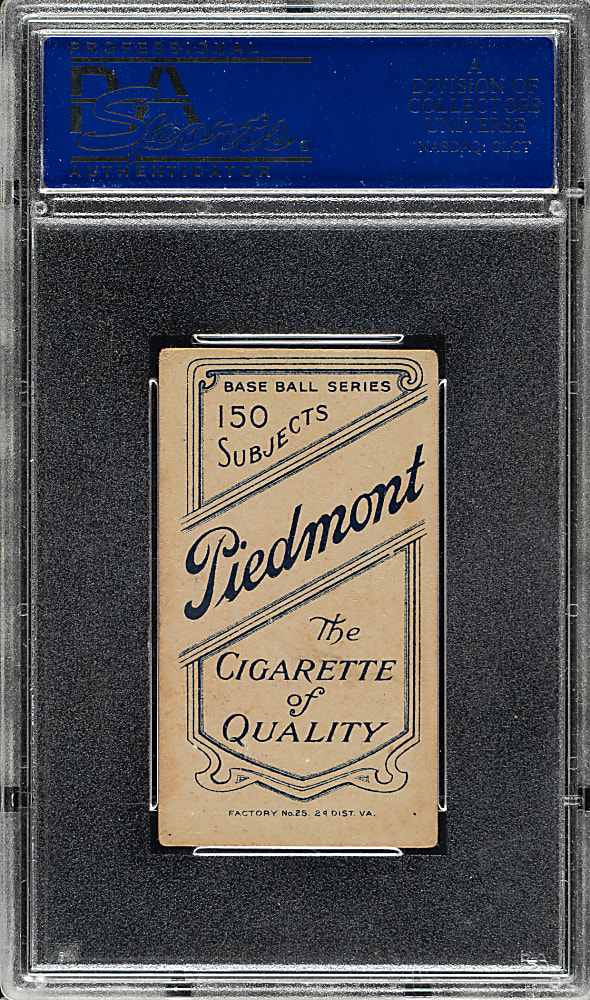 PROFESSIONAL
PSA
Sports
AUTHENTICATOR
A
DIVISION OF
COLLECTORS
UNIVERSE
NASDAQ: CLCT
BASE BALL SERIES
150
SUBJECTS
Piedmont
The
CIGARETTE
of
QUALITY
FACTORY No. 25. 2d DIST. VA.
PSA